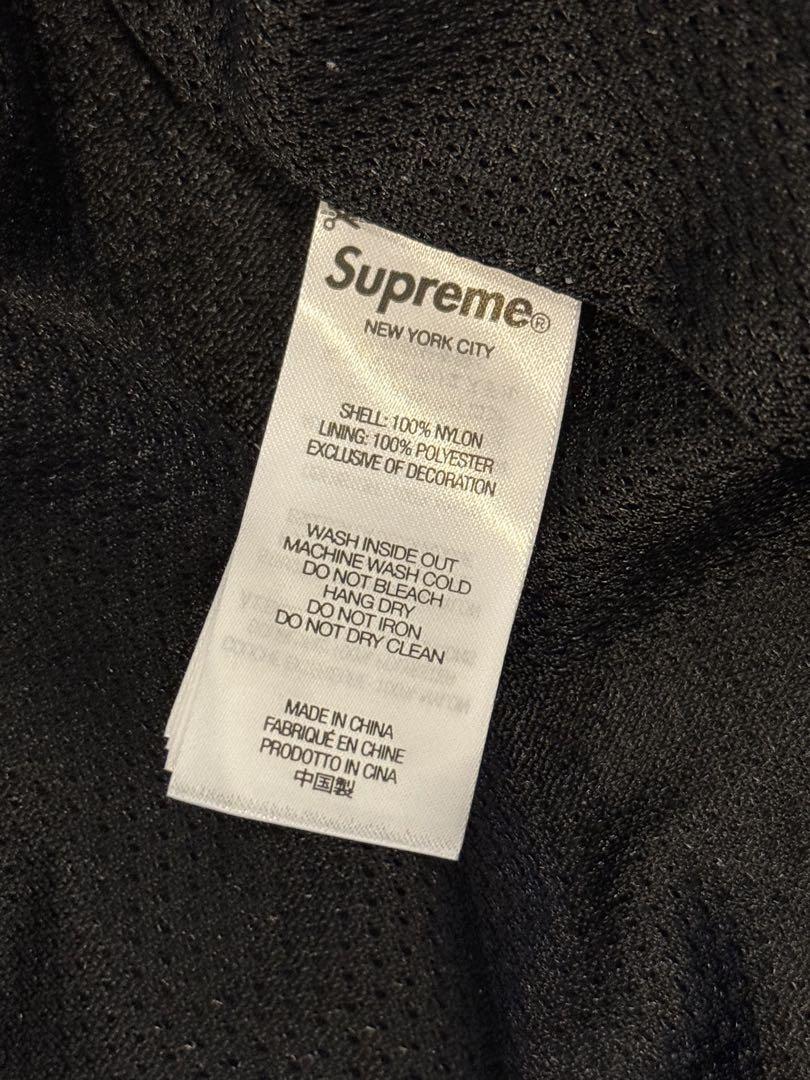 Supreme®
NEW YORK CITY
SHELL: 100% NYLON
LINING: 100% POLYESTER
EXCLUSIVE OF DECORATION
WASH INSIDE OUT
MACHINE WASH COLD
DO NOT BLEACH
HANG DRY
DO NOT IRON
DO NOT DRY CLEAN
MADE IN CHINA
FABRIQUÉ EN CHINE
PRODOTTO IN CINA
中国製